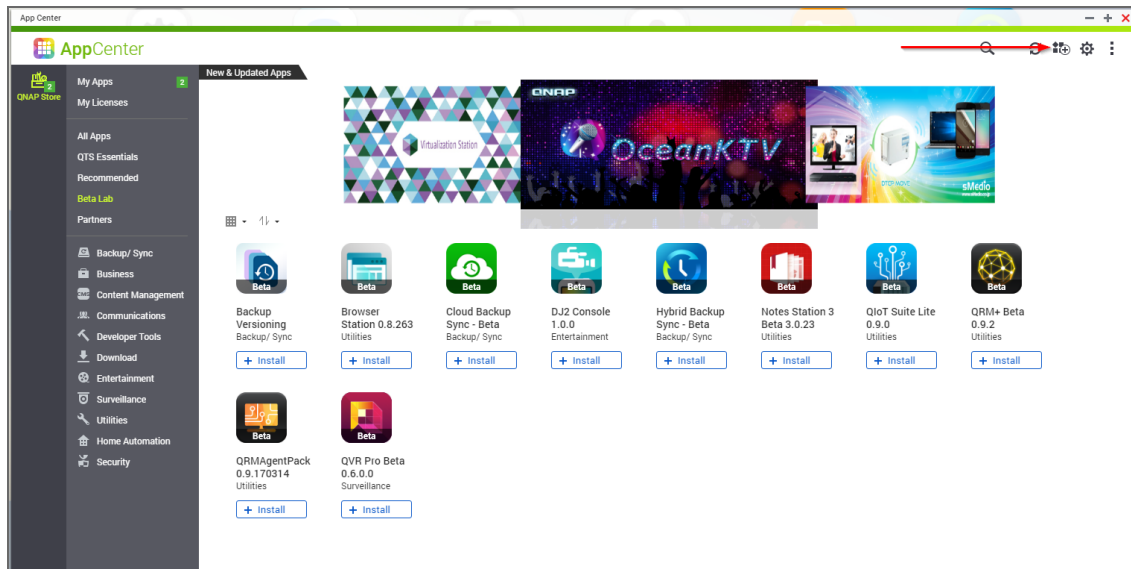 App Center
AppCenter
QNAP Store
2
My Apps
2
My Licenses
All Apps
QTS Essentials
Recommended
Beta Lab
Partners
Backup/ Sync
Business
Content Management
Communications
Developer Tools
Download
Entertainment
Surveillance
Utilities
Home Automation
Security
New & Updated Apps
Virtualization Station
QNAP
OceanKTV
sMedio
Beta
Beta
Beta
Beta
Beta
Beta
Beta
Beta
Backup
Versioning
Backup/ Sync
+ Install
Browser
Station 0.8.263
Utilities
+ Install
Cloud Backup
Sync - Beta
Backup/ Sync
+ Install
DJ2 Console
1.0.0
Entertainment
+ Install
Hybrid Backup
Sync - Beta
Backup/ Sync
+ Install
Notes Station 3
Beta 3.0.23
Utilities
+ Install
QIoT Suite Lite
0.9.0
Utilities
+ Install
QRM+ Beta
0.9.2
Utilities
+ Install
Beta
Beta
QRMAgentPack
0.9.170314
Utilities
+ Install
QVR Pro Beta
0.6.0.0
Surveillance
+ Install